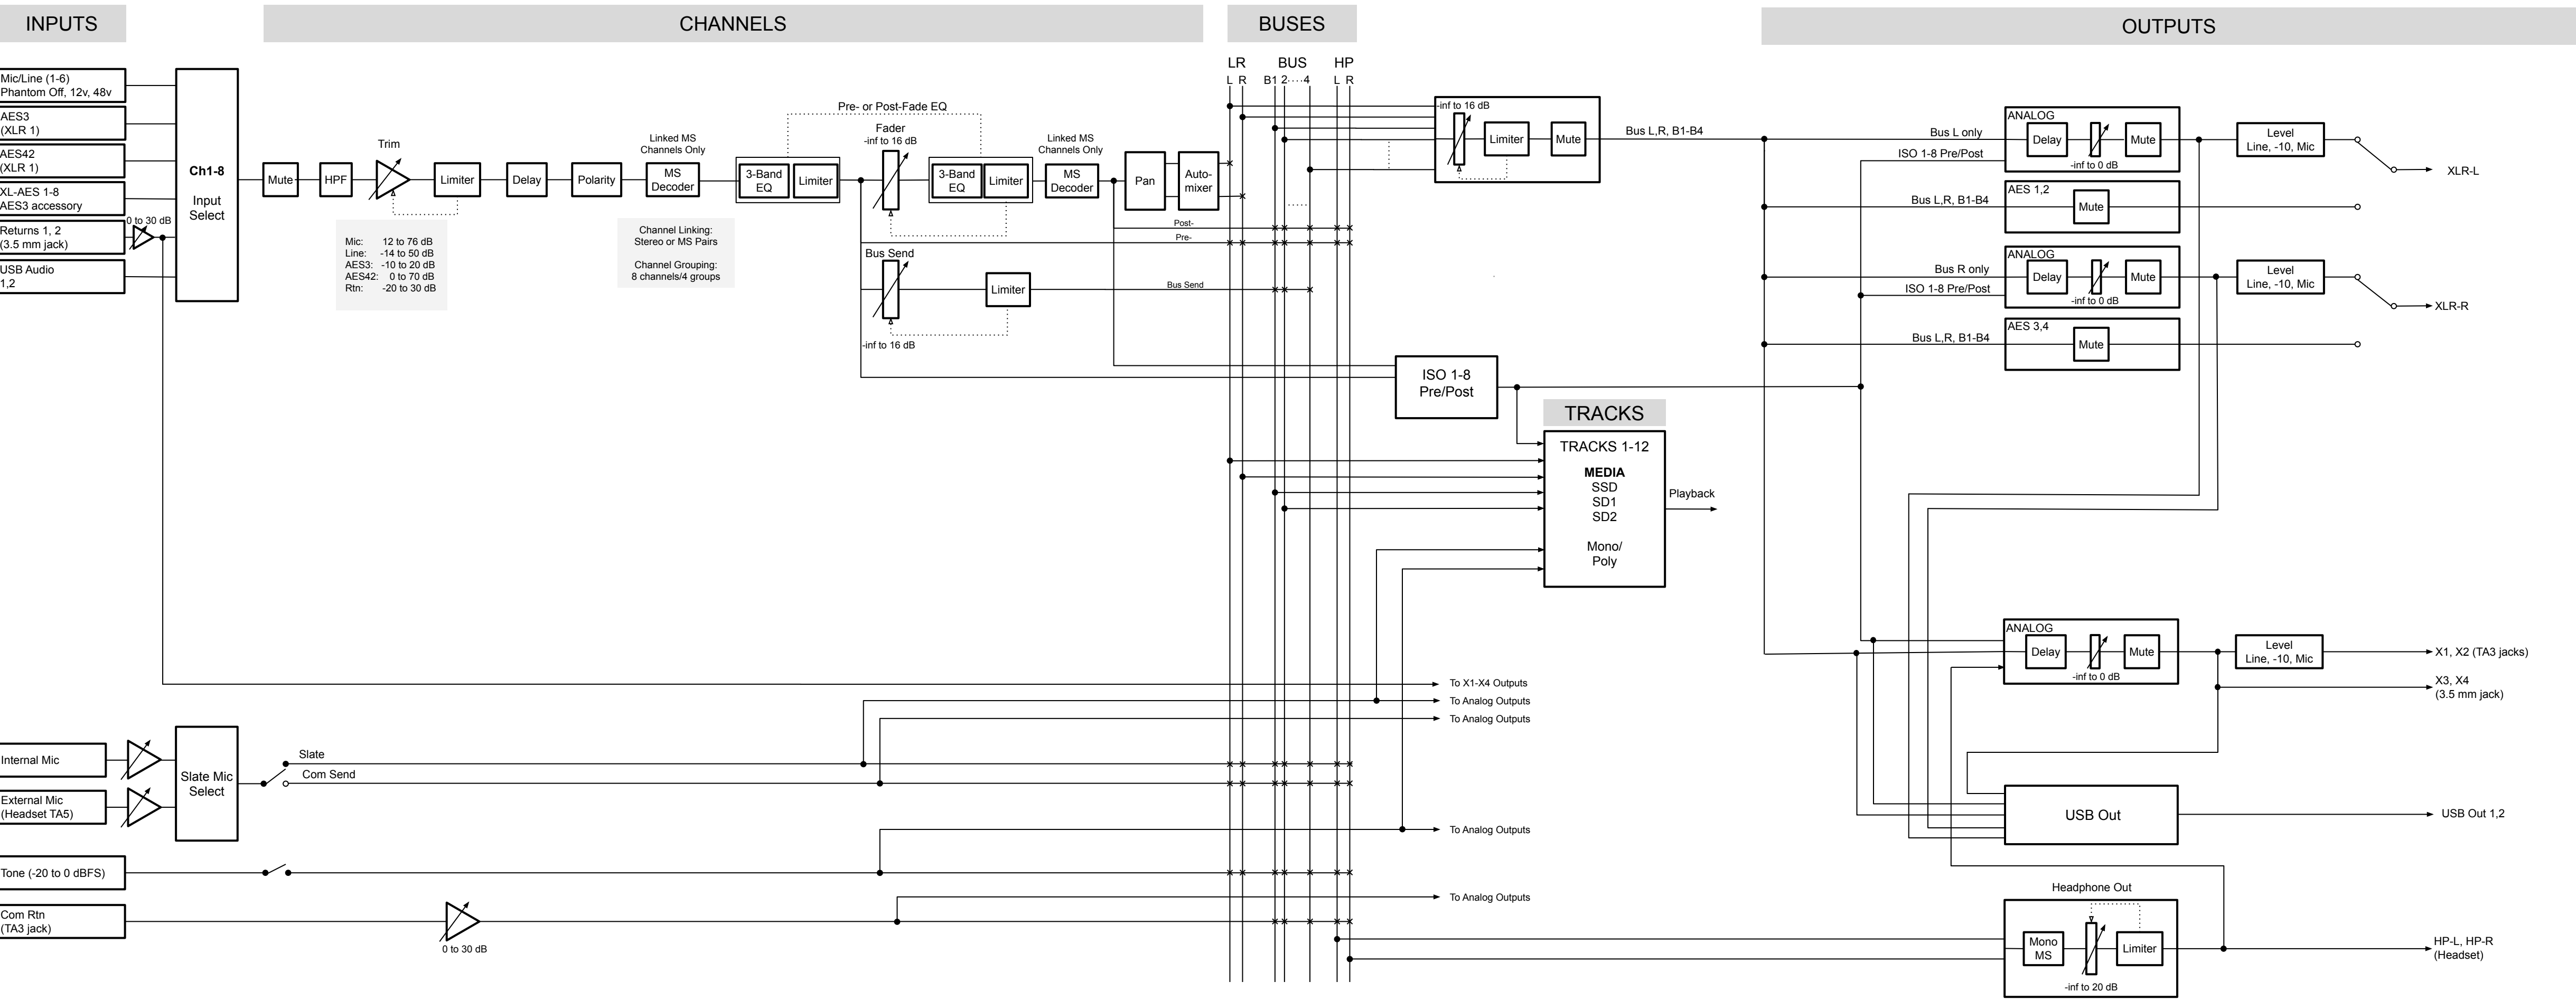 INPUTS
CHANNELS
BUSES
OUTPUTS
Mic/Line (1-6)
Phantom Off, 12v, 48v
AES3
(XLR 1)
AES42
(XLR 1)
XL-AES 1-8
AES3 accessory
0 to 30 dB
Returns 1, 2
(3.5 mm jack)
USB Audio
1,2
Ch1-8
Input
Select
Mute
HPF
Trim
Limiter
Delay
Polarity
Linked MS
Channels Only
MS
Decoder
Pre- or Post-Fade EQ
3-Band
EQ
Limiter
Fader
-inf to 16 dB
3-Band
EQ
Limiter
Linked MS
Channels Only
MS
Decoder
Pan
Auto-
mixer
Mic: 12 to 76 dB
Line: -14 to 50 dB
AES3: -10 to 20 dB
AES42: 0 to 70 dB
Rtn: -20 to 30 dB
Channel Linking:
Stereo or MS Pairs
Channel Grouping:
8 channels/4 groups
Post-
Pre-
Bus Send
Limiter
Bus Send
-inf to 16 dB
LR BUS HP
L R B1 2 4 L R
-inf to 16 dB
Limiter
Mute
Bus L,R, B1-B4
ISO 1-8
Pre/Post
TRACKS
TRACKS 1-12
MEDIA
SSD
SD1
SD2
Mono/
Poly
Playback
Bus L only
ISO 1-8 Pre/Post
ANALOG
Delay
Mute
-inf to 0 dB
Level
Line, -10, Mic
XLR-L
Bus L,R, B1-B4
AES 1,2
Mute
Bus R only
ISO 1-8 Pre/Post
ANALOG
Delay
Mute
-inf to 0 dB
Level
Line, -10, Mic
XLR-R
Bus L,R, B1-B4
AES 3,4
Mute
ANALOG
Delay
Mute
-inf to 0 dB
Level
Line, -10, Mic
X1, X2 (TA3 jacks)
X3, X4
(3.5 mm jack)
To X1-X4 Outputs
To Analog Outputs
To Analog Outputs
Internal Mic
External Mic
(Headset TA5)
Slate Mic
Select
Slate
Com Send
To Analog Outputs
USB Out
USB Out 1,2
Tone (-20 to 0 dBFS)
To Analog Outputs
Com Rtn
(TA3 jack)
0 to 30 dB
Headphone Out
Mono
MS
Limiter
-inf to 20 dB
HP-L, HP-R
(Headset)